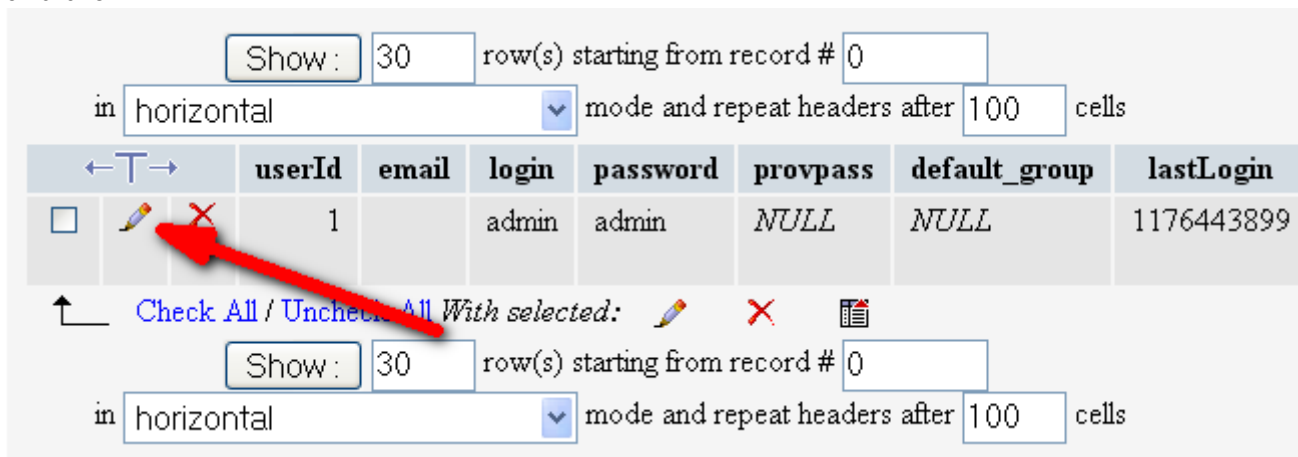 Show : 30 row(s) starting from record # 0
in horizontal mode and repeat headers after 100 cells
←T→ userId email login password provpass default_group lastLogin
1 admin admin NULL NULL 1176443899
Check All / Uncheck All With selected:
Show : 30 row(s) starting from record # 0
in horizontal mode and repeat headers after 100 cells